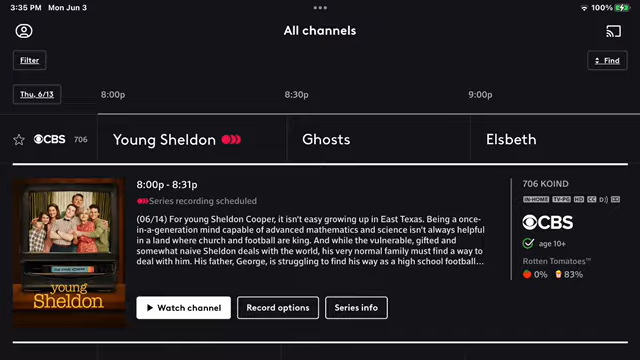 3:35 PM Mon Jun 3
100%
All channels
Filter
Find
Thu, 6/13
8:00p
8:30p
9:00p
CBS 706
Young Sheldon
Ghosts
Elsbeth
8:00p - 8:31p
Series recording scheduled
(06/14) For young Sheldon Cooper, it isn't easy growing up in East Texas. Being a once-
in-a-generation mind capable of advanced mathematics and science isn't always helpful
in a land where church and football are king. And while the vulnerable, gifted and
somewhat naive Sheldon deals with the world, his very normal family must find a way to
deal with him. His father, George, is struggling to find his way as a high school football...
young
Sheldon
Watch channel
Record options
Series info
706 KOIND
IN-HOME TV-PG HD CC D))
CBS
age 10+
Rotten Tomatoes™
0% 83%